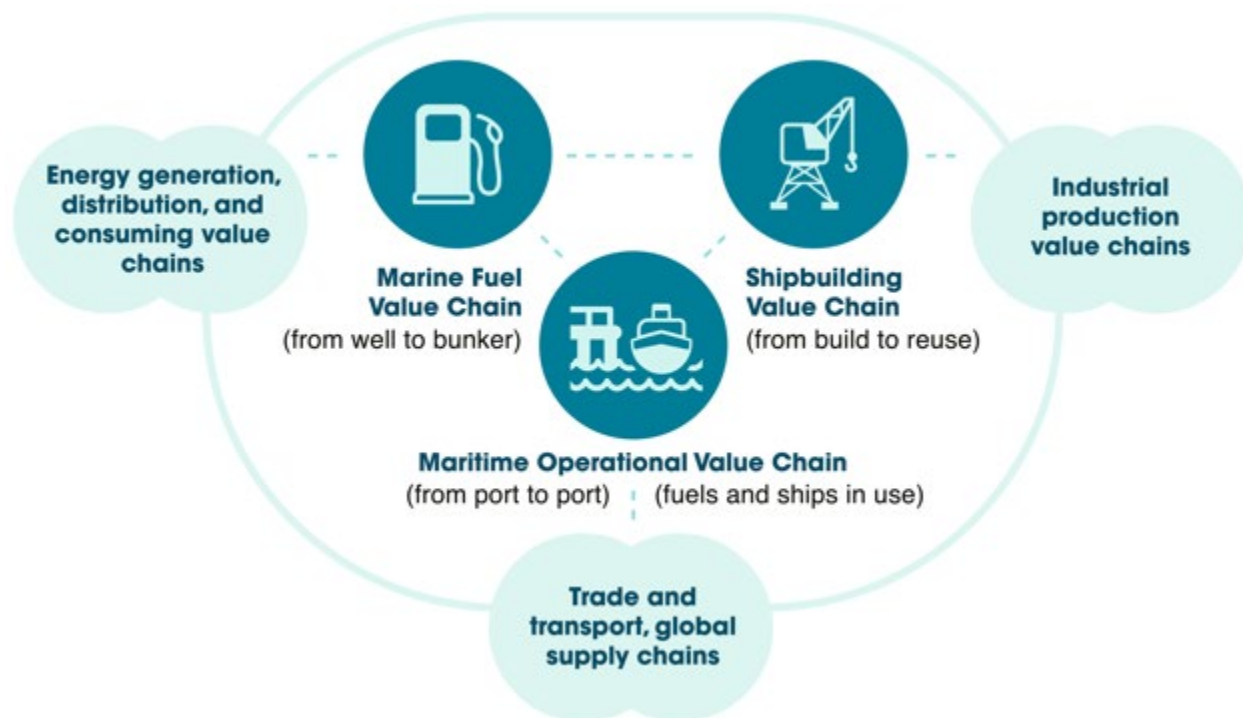 Energy generation,
distribution, and
consuming value
chains
Marine Fuel
Value Chain
(from well to bunker)
Shipbuilding
Value Chain
(from build to reuse)
Industrial
production
value chains
Maritime Operational Value Chain
(from port to port) (fuels and ships in use)
Trade and
transport, global
supply chains